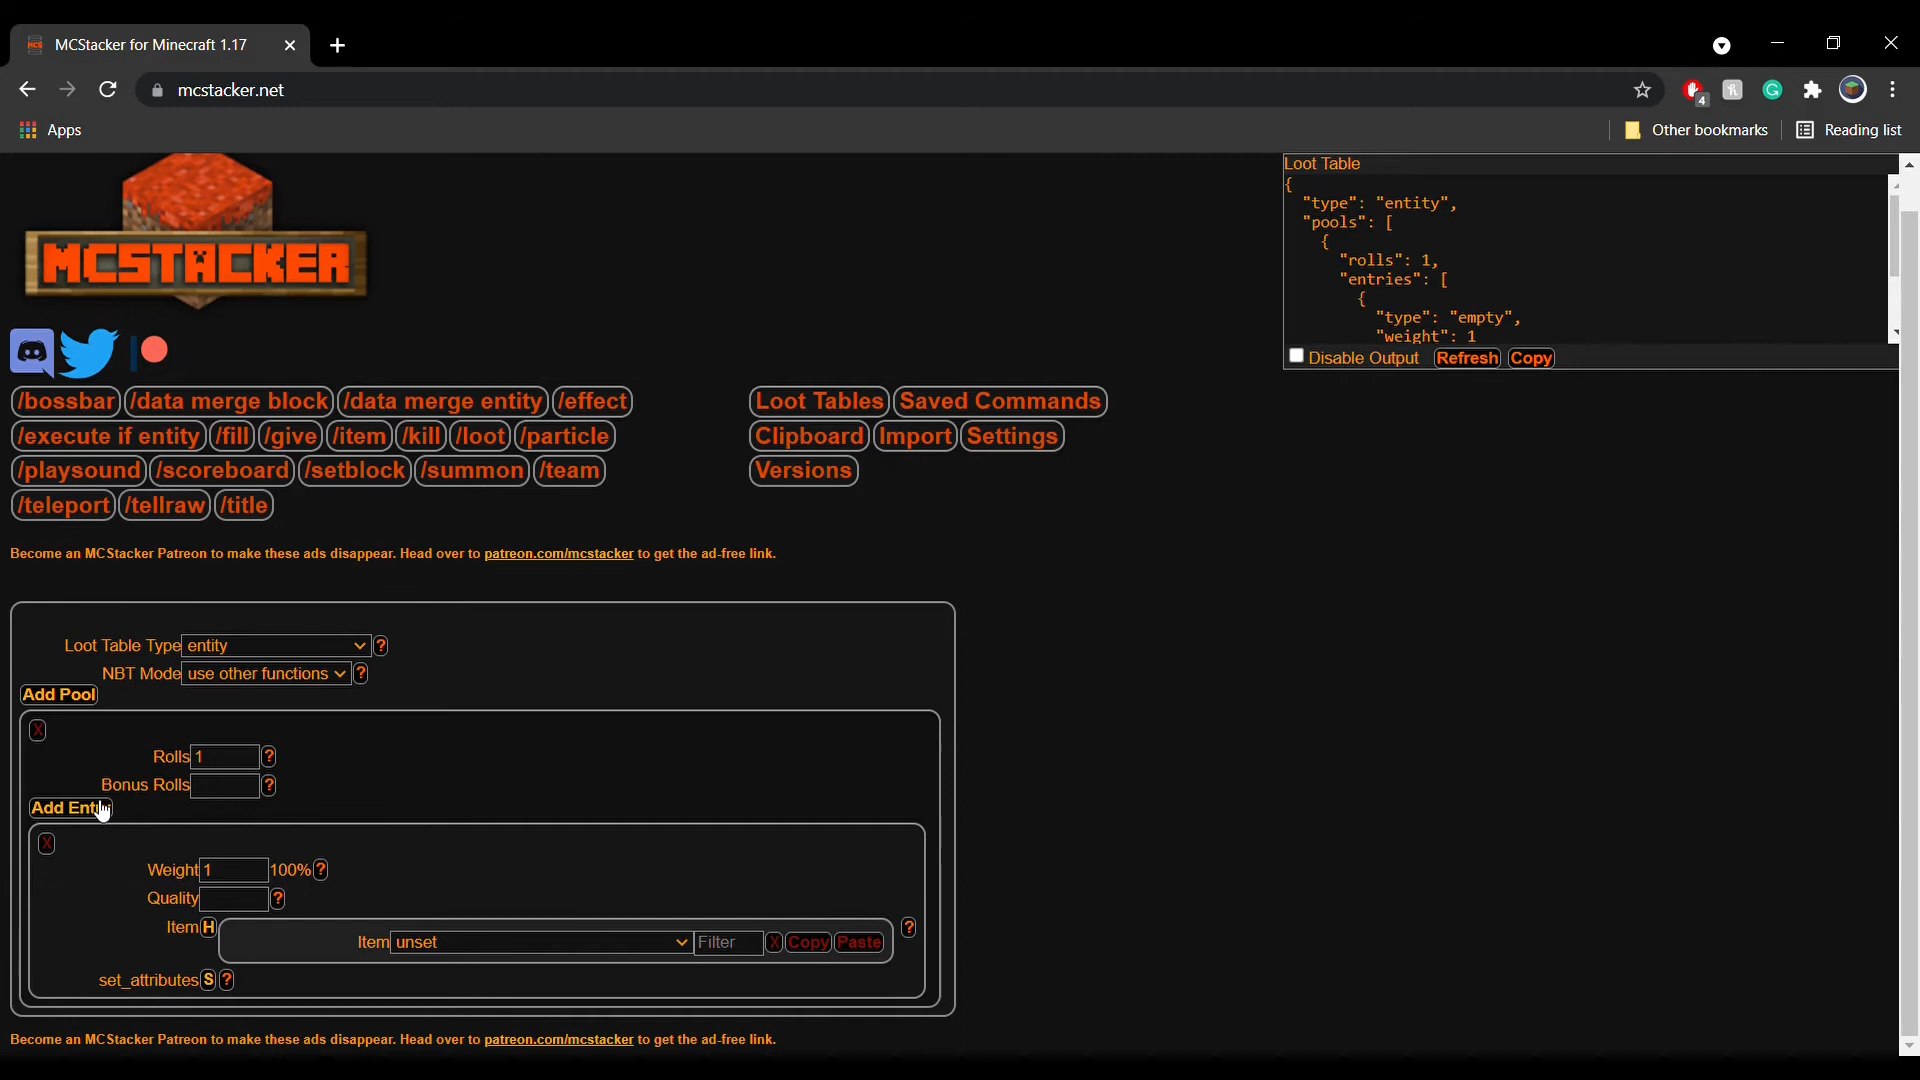 MCStacker for Minecraft 1.17
mcstacker.net
4
Apps
Other bookmarks
Reading list
MCSTACKER
Loot Table
{
"type": "entity",
"pools": [
{
"rolls": 1,
"entries": [
{
"type": "empty",
"weight": 1
Disable Output Refresh Copy
/bossbar /data merge block /data merge entity /effect
/execute if entity /fill /give /item /kill /loot /particle
/playsound /scoreboard /setblock /summon /team
/teleport /tellraw /title
Loot Tables Saved Commands
Clipboard Import Settings
Versions
Become an MCStacker Patreon to make these ads disappear. Head over to patreon.com/mcstacker to get the ad-free link.
Loot Table Type entity ?
NBT Mode use other functions ?
Add Pool
X
Rolls 1 ?
Bonus Rolls ?
Add Entr
X
Weight 1 100% ?
Quality ?
Item H Item unset Filter X Copy Paste ?
set_attributes S ?
Become an MCStacker Patreon to make these ads disappear. Head over to patreon.com/mcstacker to get the ad-free link.